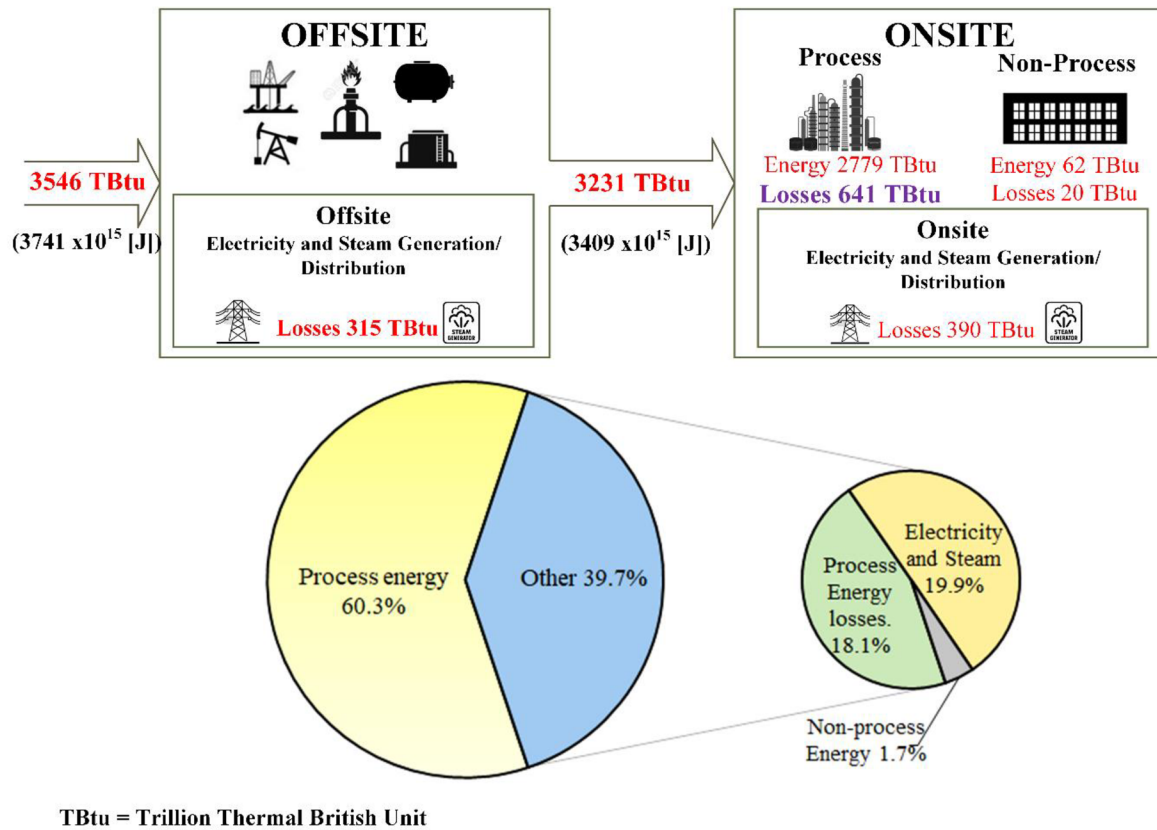 OFFSITE
3546 TBtu
(3741 x10¹⁵ [J])
Offsite
Electricity and Steam Generation/
Distribution
Losses 315 TBtu
STEAM
GENERATOR
3231 TBtu
(3409 x10¹⁵ [J])
ONSITE
Process
Non-Process
Energy 2779 TBtu
Losses 641 TBtu
Energy 62 TBtu
Losses 20 TBtu
Onsite
Electricity and Steam Generation/
Distribution
Losses 390 TBtu
STEAM
GENERATOR
Process energy
60.3%
Other 39.7%
Process
Energy
losses.
18.1%
Electricity
and Steam
19.9%
Non-process
Energy 1.7%
TBtu = Trillion Thermal British Unit